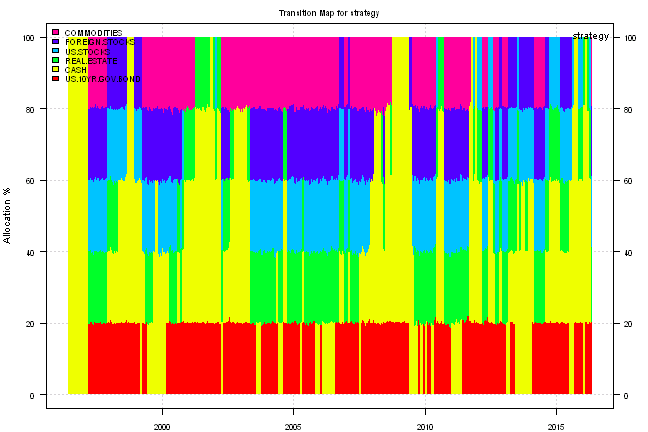 Transition Map for strategy
strategy
COMMODITIES
FOREIGN.STOCKS
US.STOCKS
REAL.ESTATE
CASH
US.10YR.GOV.BOND
Allocation %
100
80
60
40
20
0
100
80
60
40
20
0
2000 2005 2010 2015